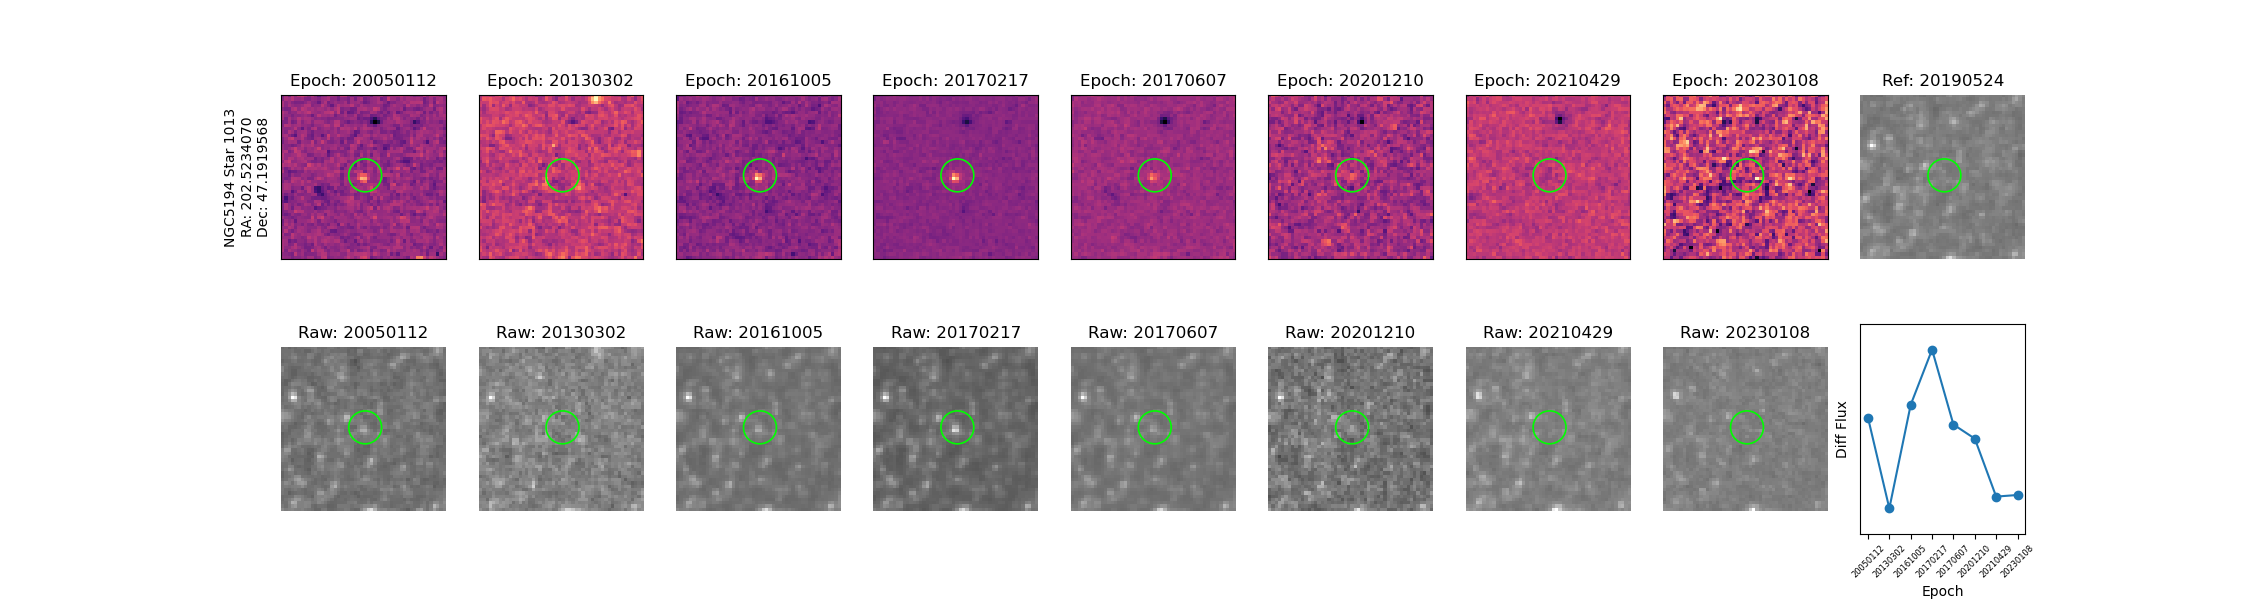 NGC5194 Star 1013
RA: 202.5234070
Dec: 47.1919568
Epoch: 20050112
Epoch: 20130302
Epoch: 20161005
Epoch: 20170217
Epoch: 20170607
Epoch: 20201210
Epoch: 20210429
Epoch: 20230108
Ref: 20190524
Raw: 20050112
Raw: 20130302
Raw: 20161005
Raw: 20170217
Raw: 20170607
Raw: 20201210
Raw: 20210429
Raw: 20230108
Diff Flux
20050112
20130302
20161005
20170217
20170607
20201210
20210429
20230108
Epoch